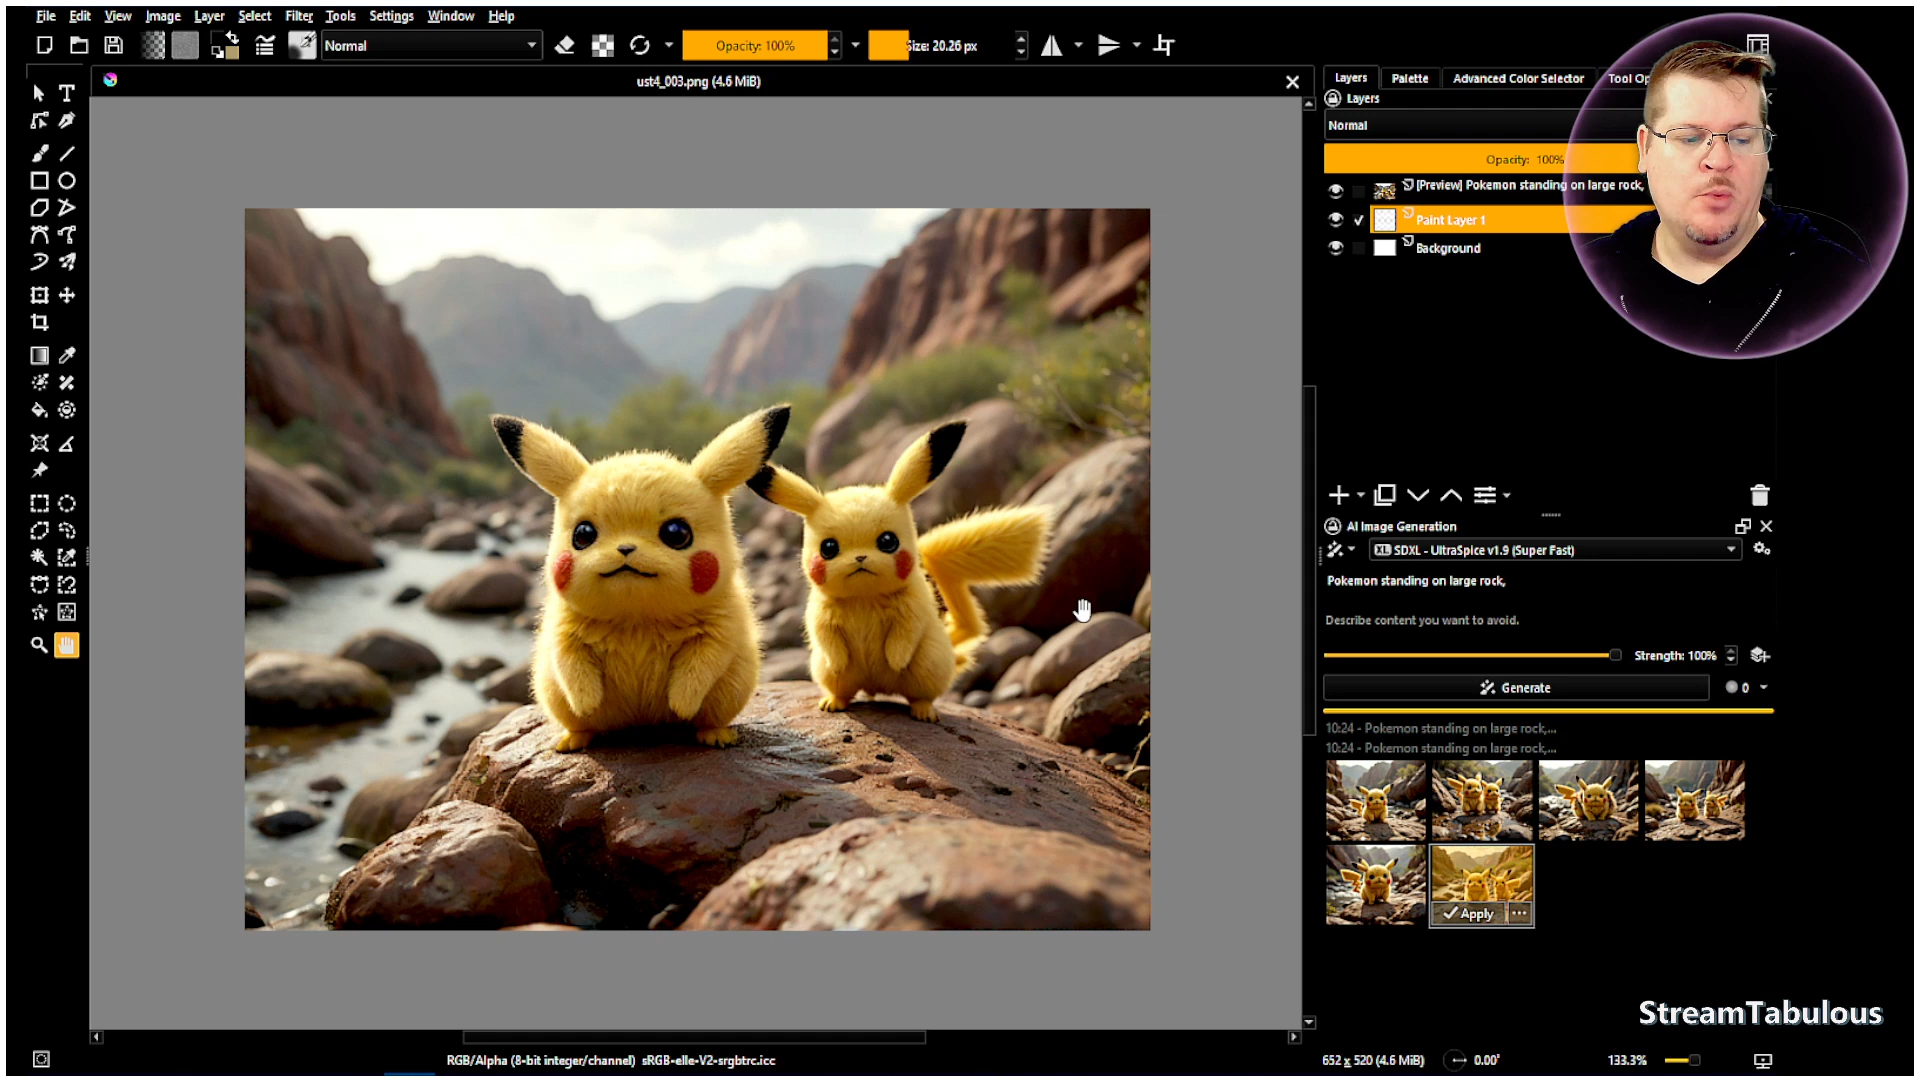 File Edit View Image Layer Select Filter Tools Settings Window Help
Normal
Opacity: 100%
Size: 20.26 px
ust4_003.png (4.6 MiB)
Layers Palette Advanced Color Selector Tool Op
Layers
Normal
Opacity: 100%
[Preview] Pokemon standing on large rock,
Paint Layer 1
Background
AI Image Generation
XL SDXL - UltraSpice v1.9 (Super Fast)
Pokemon standing on large rock,
Describe content you want to avoid.
Strength: 100%
Generate
0
10:24 - Pokemon standing on large rock,...
10:24 - Pokemon standing on large rock,...
Apply
StreamTabulous
RGB/Alpha (8-bit integer/channel) sRGB-elle-V2-srgbtrc.icc
652 x 520 (4.6 MiB)
0.00°
133.3%